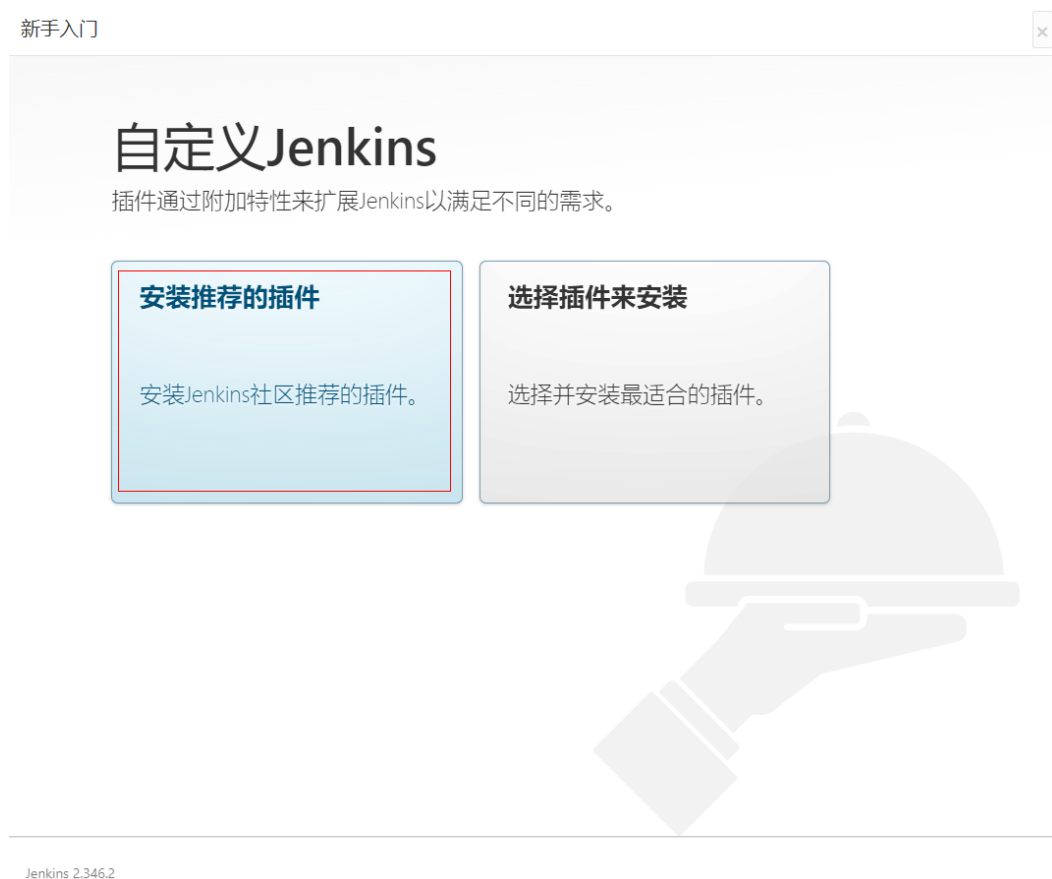 新手入门
×
自定义Jenkins
插件通过附加特性来扩展Jenkins以满足不同的需求。
安装推荐的插件
安装Jenkins社区推荐的插件。
选择插件来安装
选择并安装最适合的插件。
Jenkins 2.346.2